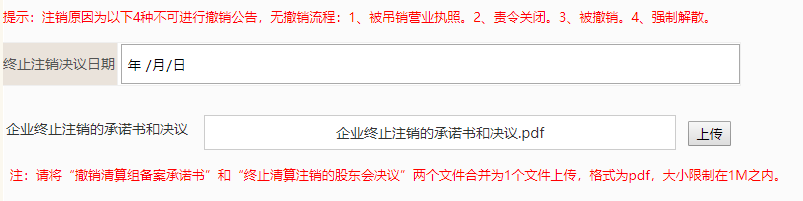 提示：注销原因为以下4种不可进行撤销公告，无撤销流程：1、被吊销营业执照。2、责令关闭。3、被撤销。4、强制解散。
终止注销决议日期 年 /月/日
企业终止注销的承诺书和决议 企业终止注销的承诺书和决议.pdf 上传
注：请将“撤销清算组备案承诺书”和“终止清算注销的股东会决议”两个文件合并为1个文件上传，格式为pdf，大小限制在1M之内。